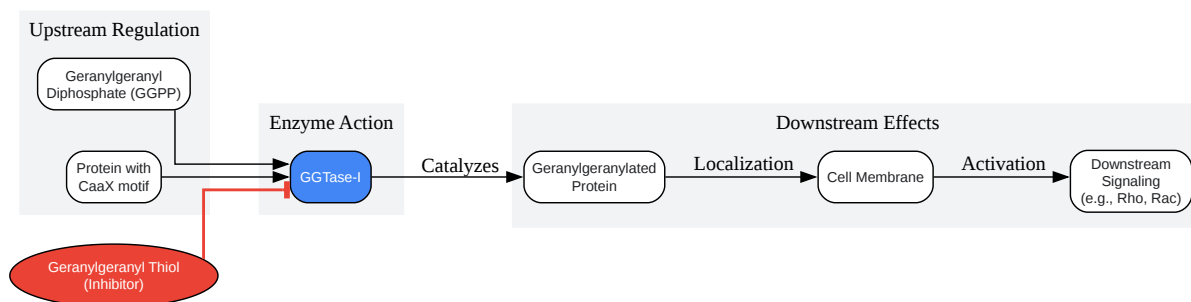 Upstream Regulation
Geranylgeranyl
Diphosphate (GGPP)
Protein with
CaaX motif
Geranylgeranyl Thiol
(Inhibitor)
Enzyme Action
GGTase-I
Catalyzes
Downstream Effects
Geranylgeranylated
Protein
Localization
Cell Membrane
Activation
Downstream
Signaling
(e.g., Rho, Rac)